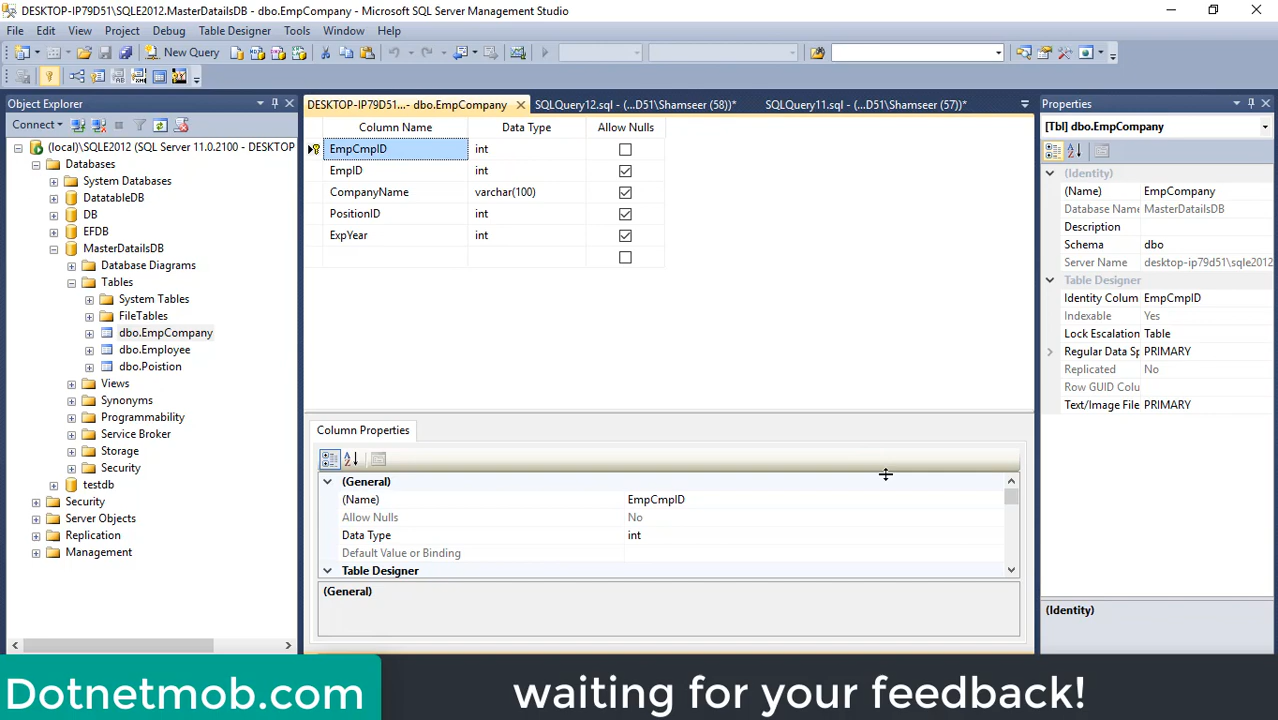 DESKTOP-IP79D51\SQLE2012.MasterDatailsDB - dbo.EmpCompany - Microsoft SQL Server Management Studio
File Edit View Project Debug Table Designer Tools Window Help
New Query
Object Explorer
Connect
(local)\SQLE2012 (SQL Server 11.0.2100 - DESKTOP
Databases
System Databases
DatatableDB
DB
EFDB
MasterDatailsDB
Database Diagrams
Tables
System Tables
FileTables
dbo.EmpCompany
dbo.Employee
dbo.Poistion
Views
Synonyms
Programmability
Service Broker
Storage
Security
testdb
Security
Server Objects
Replication
Management
DESKTOP-IP79D51...- dbo.EmpCompany
SQLQuery12.sql - (...D51\Shamseer (58))*
SQLQuery11.sql - (...D51\Shamseer (57))*
Column Name Data Type Allow Nulls
EmpCmpID int
EmpID int
CompanyName varchar(100)
PositionID int
ExpYear int
Column Properties
(General)
(Name) EmpCmpID
Allow Nulls No
Data Type int
Default Value or Binding
Table Designer
(General)
Properties
[Tbl] dbo.EmpCompany
(Identity)
(Name) EmpCompany
Database Name MasterDatailsDB
Description
Schema dbo
Server Name desktop-ip79d51\sqle2012
Table Designer
Identity Colum EmpCmpID
Indexable Yes
Lock Escalation Table
Regular Data Sp PRIMARY
Replicated No
Row GUID Colu
Text/Image File PRIMARY
(Identity)
Dotnetmob.com
waiting for your feedback!